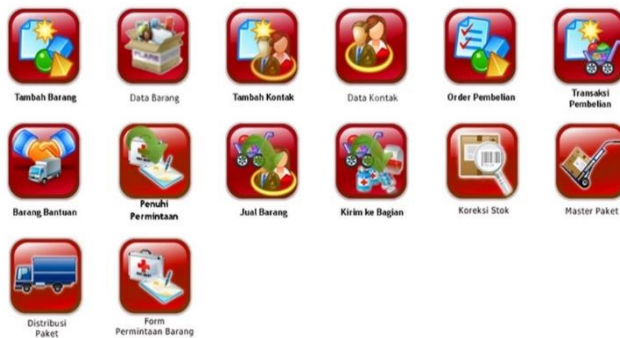 Tambah Barang
Data Barang
Tambah Kontak
Data Kontak
Order Pembelian
Transaksi
Pembelian
Barang Bantuan
Penuhi
Permintaan
Jual Barang
Kirim ke Bagian
Koreksi Stok
Master Paket
Distribusi
Paket
Form
Permintaan Barang